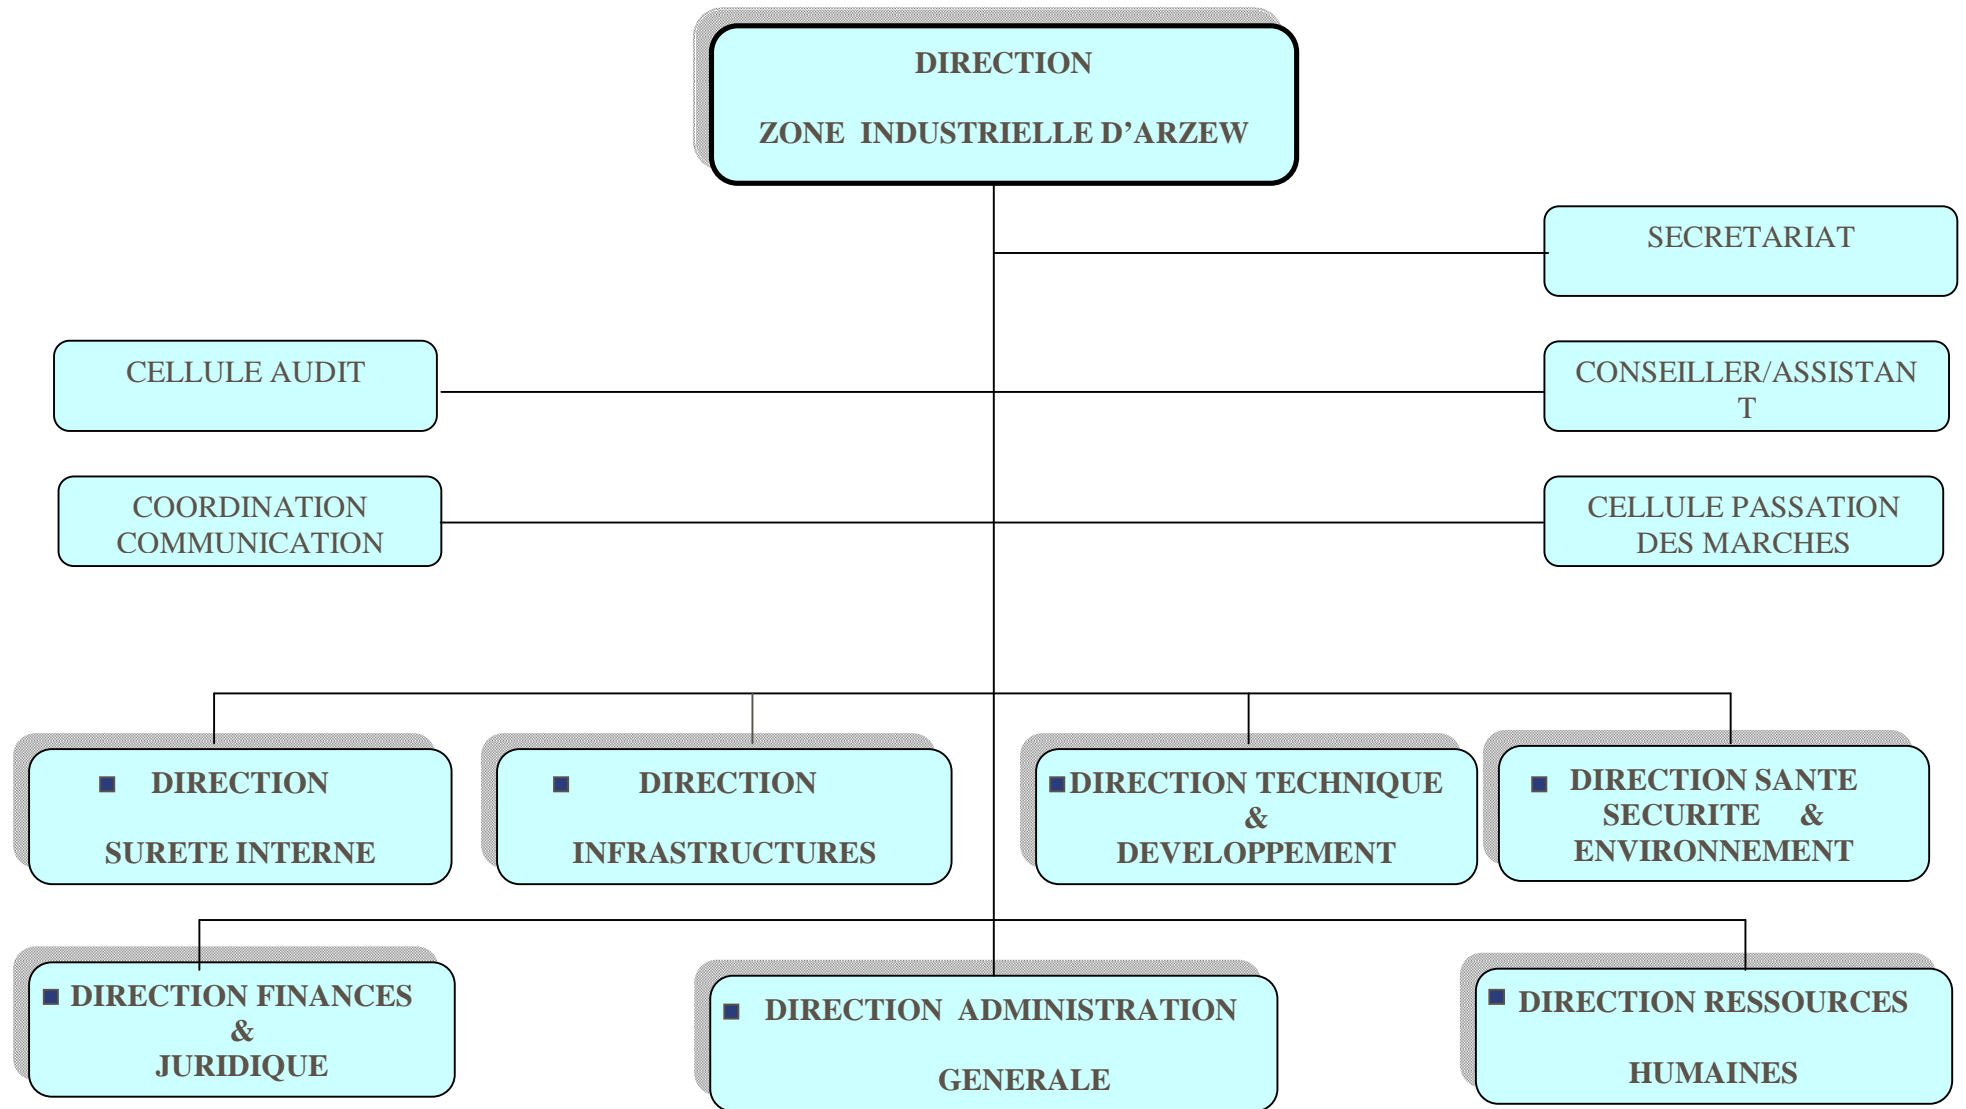 DIRECTION
ZONE INDUSTRIELLE D’ARZEW
SECRETARIAT
CELLULE AUDIT
CONSEILLER/ASSISTAN
T
COORDINATION
COMMUNICATION
CELLULE PASSATION
DES MARCHES
DIRECTION
SURETE INTERNE
DIRECTION
INFRASTRUCTURES
DIRECTION TECHNIQUE
&
DEVELOPPEMENT
DIRECTION SANTE
SECURITE &
ENVIRONNEMENT
DIRECTION FINANCES
&
JURIDIQUE
DIRECTION ADMINISTRATION
GENERALE
DIRECTION RESSOURCES
HUMAINES